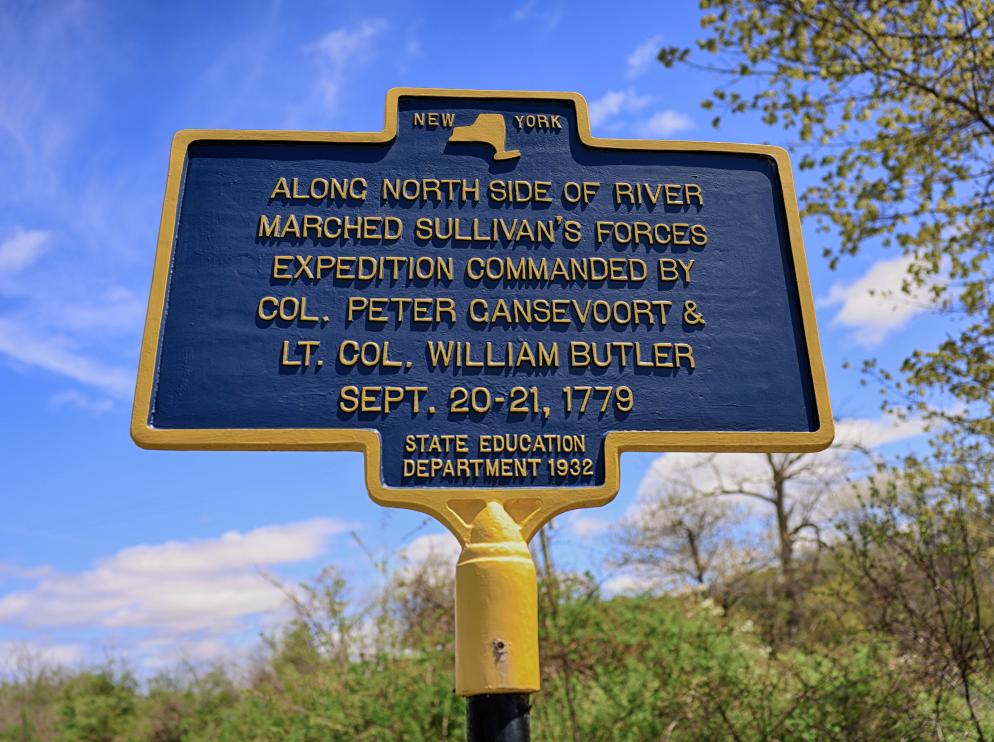 NEW YORK
ALONG NORTH SIDE OF RIVER
MARCHED SULLIVAN'S FORCES
EXPEDITION COMMANDED BY
COL. PETER GANSEVOORT &
LT. COL. WILLIAM BUTLER
SEPT. 20-21, 1779
STATE EDUCATION
DEPARTMENT 1932